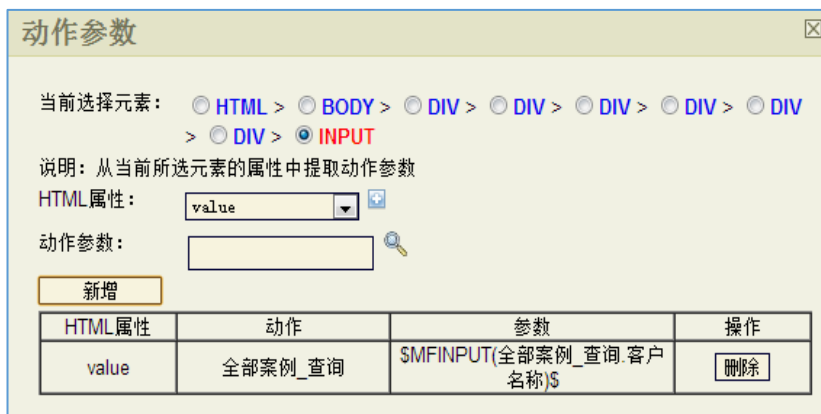 动作参数
当前选择元素： HTML > BODY > DIV > DIV > DIV > DIV > DIV
> DIV > INPUT
说明：从当前所选元素的属性中提取动作参数
HTML属性： value
动作参数：
新增
HTML属性 动作 参数 操作
value 全部案例_查询 $MFINPUT(全部案例_查询.客户
名称)$ 删除